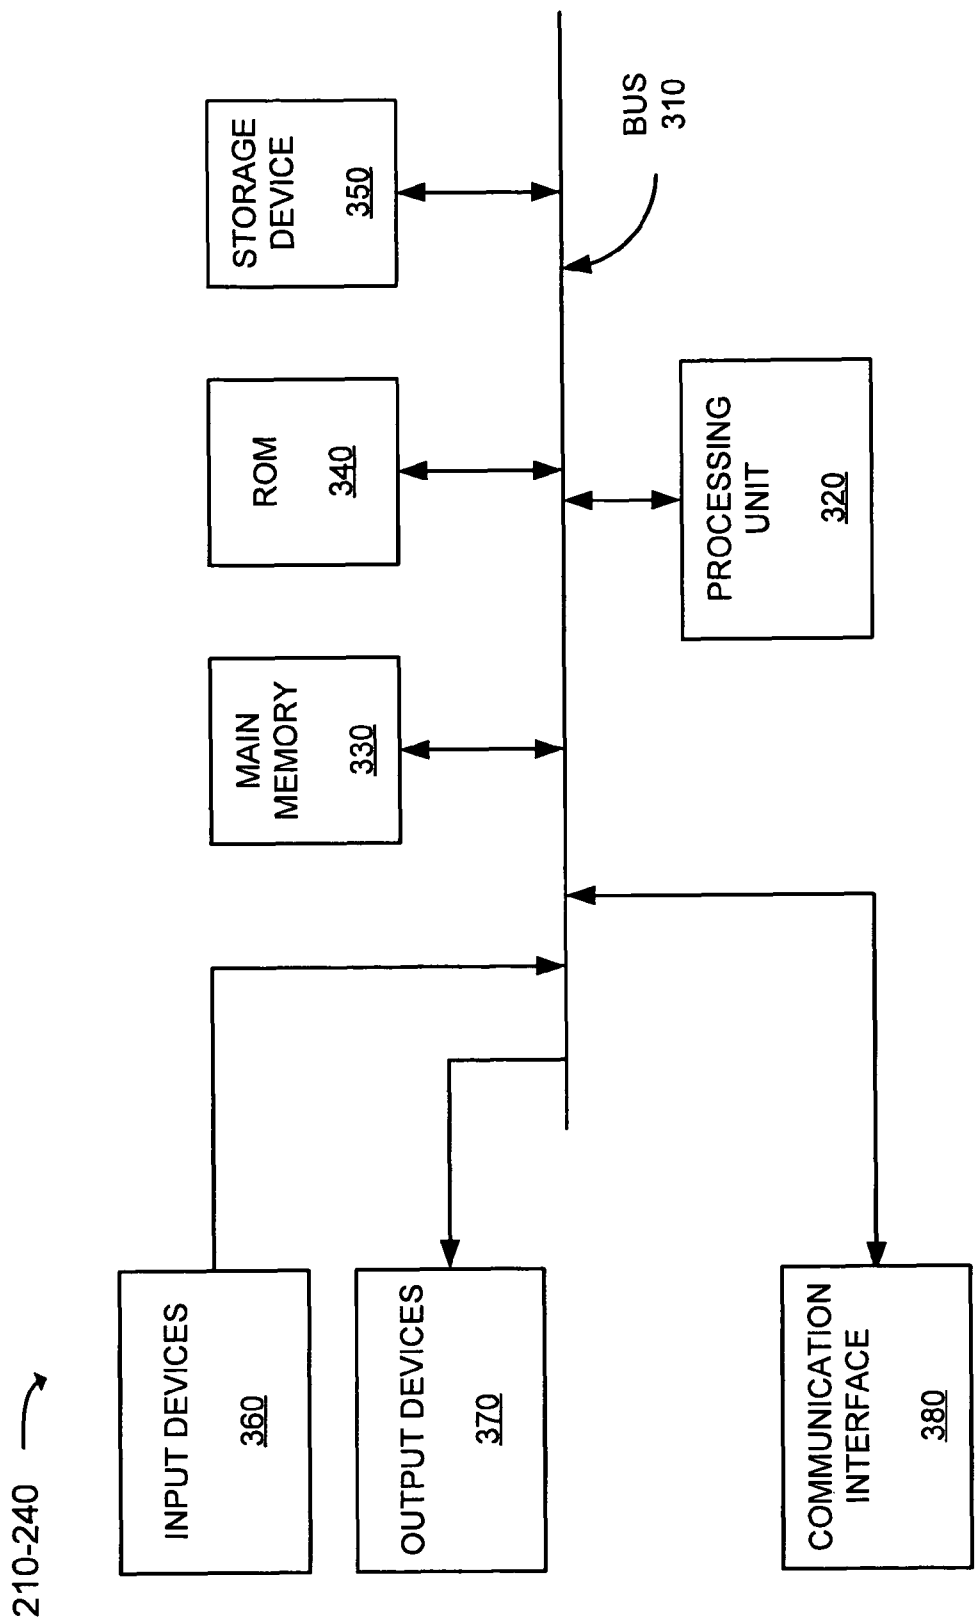 210-240
INPUT DEVICES
360
OUTPUT DEVICES
370
COMMUNICATION
INTERFACE
380
MAIN
MEMORY
330
ROM
340
STORAGE
DEVICE
350
PROCESSING
UNIT
320
BUS
310